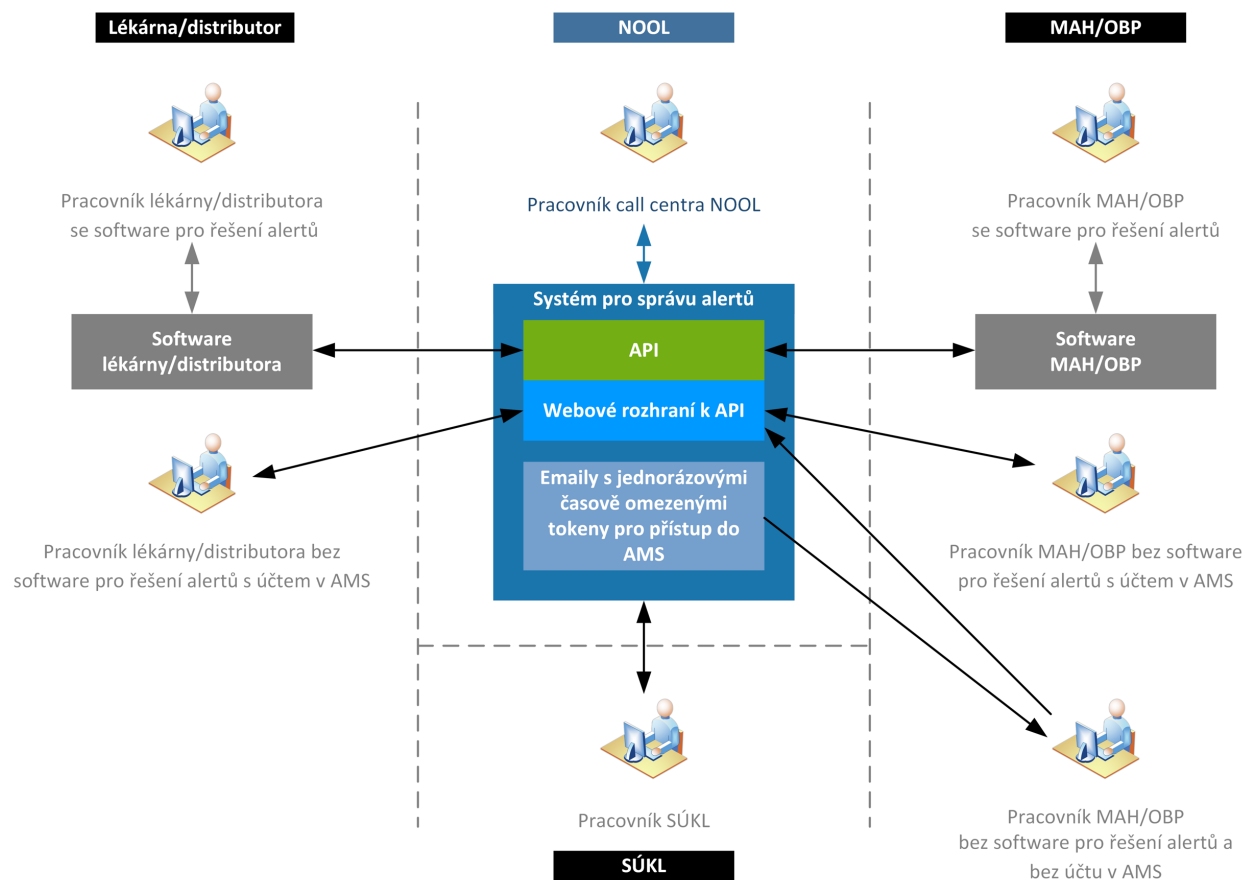 Lékárna/distributor
NOOL
MAH/OBP
Pracovník lékárny/distributora
se software pro řešení alertů
Pracovník call centra NOOL
Pracovník MAH/OBP
se software pro řešení alertů
Systém pro správu alertů
Software
lékárny/distributora
API
Software
MAH/OBP
Webové rozhraní k API
Emaily s jednorázovými
časově omezenými
tokeny pro přístup do
AMS
Pracovník lékárny/distributora bez
software pro řešení alertů s účtem v AMS
Pracovník MAH/OBP bez software
pro řešení alertů s účtem v AMS
Pracovník SÚKL
SÚKL
Pracovník MAH/OBP
bez software pro řešení alertů a
bez účtu v AMS